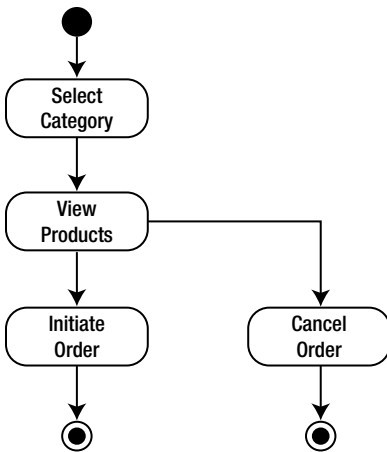 Select
Category
View
Products
Initiate
Order
Cancel
Order